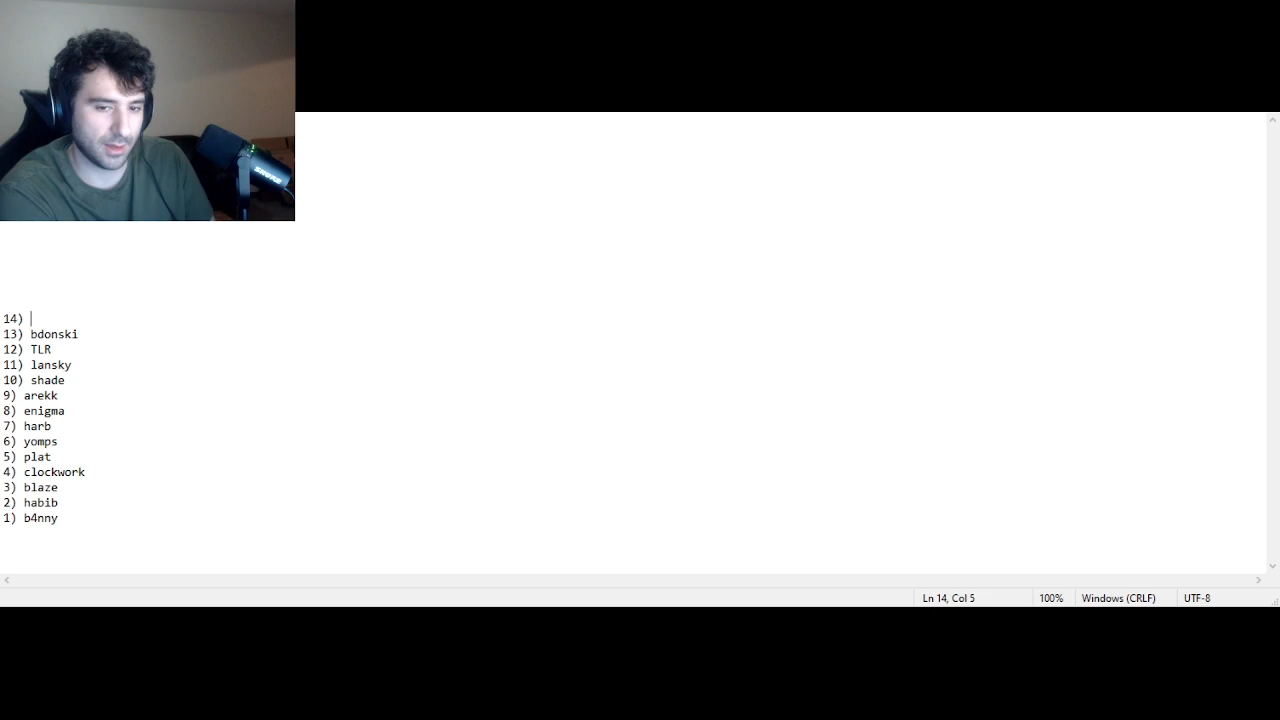 SHURE
14)
13) bdonski
12) TLR
11) lansky
10) shade
9) arekk
8) enigma
7) harb
6) yomps
5) plat
4) clockwork
3) blaze
2) habib
1) b4nny
Ln 14, Col 5
100%
Windows (CRLF)
UTF-8